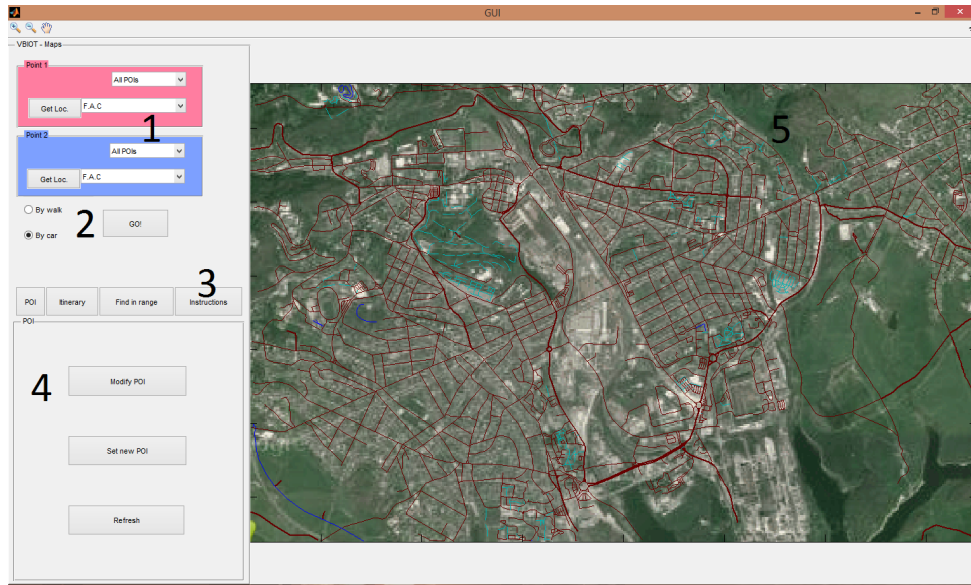 GUI
VBIOT - Maps
Point 1
All POIs
Get Loc.
F.A.C
1
Point 2
All POIs
Get Loc.
F.A.C
By walk
By car
2
GO!
3
POI
Itinerary
Find in range
Instructions
POI
4
Modify POI
Set new POI
Refresh
5